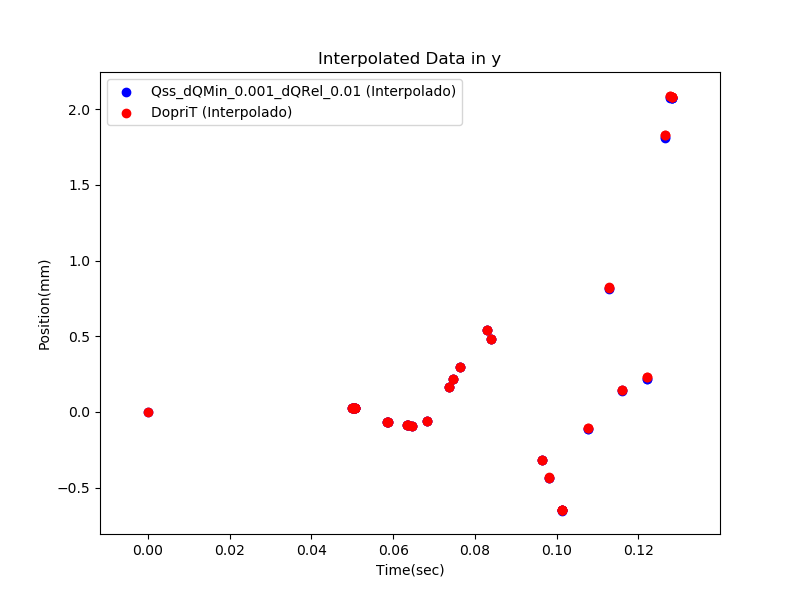 Interpolated Data in y
Qss_dQMin_0.001_dQRel_0.01 (Interpolado)
DopriT (Interpolado)
2.0
1.5
1.0
0.5
0.0
−0.5
Position(mm)
0.00 0.02 0.04 0.06 0.08 0.10 0.12
Time(sec)